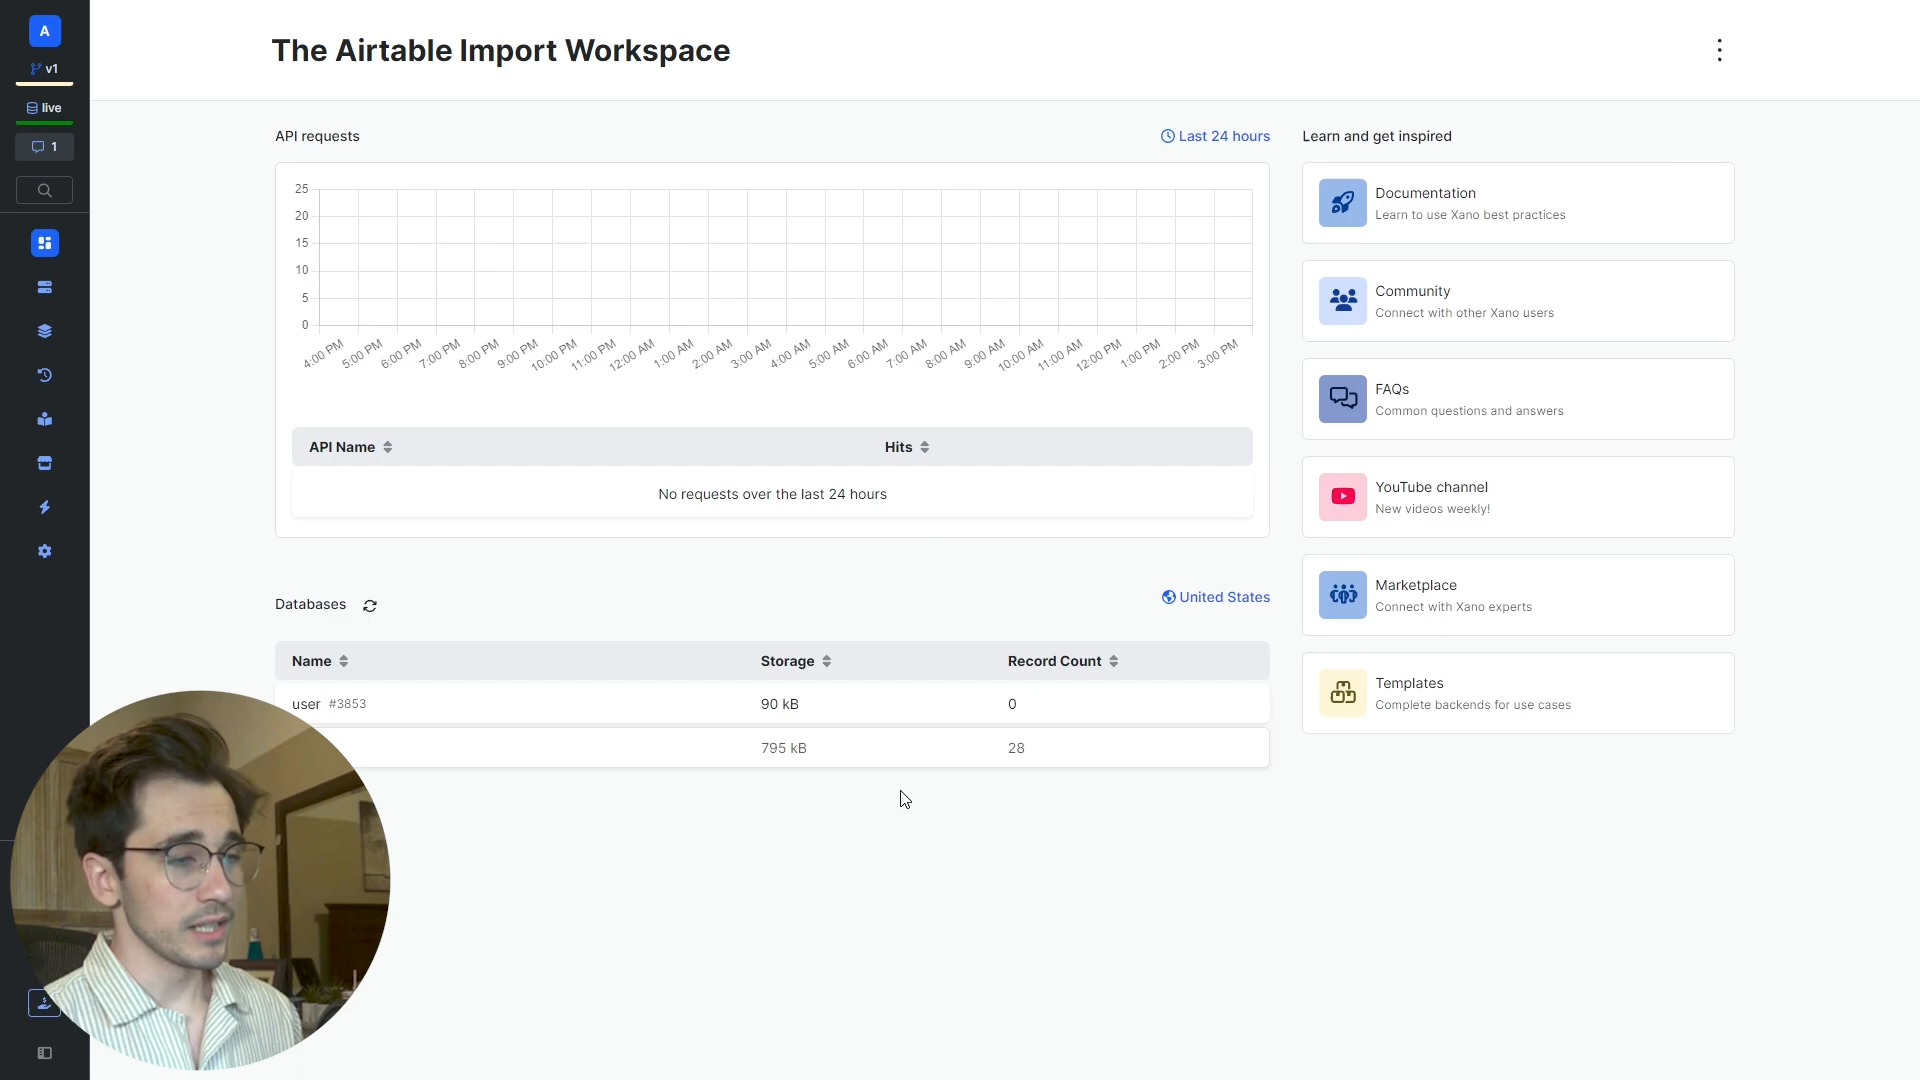 A
The Airtable Import Workspace
v1
live
1
API requests
Last 24 hours
25
20
15
10
5
0
4:00 PM 5:00 PM 6:00 PM 7:00 PM 8:00 PM 9:00 PM 10:00 PM 11:00 PM 12:00 AM 1:00 AM 2:00 AM 3:00 AM 4:00 AM 5:00 AM 6:00 AM 7:00 AM 8:00 AM 9:00 AM 10:00 AM 11:00 AM 12:00 PM 1:00 PM 2:00 PM 3:00 PM
API Name Hits
No requests over the last 24 hours
Databases
United States
Name Storage Record Count
user #3853 90 kB 0
795 kB 28
Learn and get inspired
Documentation
Learn to use Xano best practices
Community
Connect with other Xano users
FAQs
Common questions and answers
YouTube channel
New videos weekly!
Marketplace
Connect with Xano experts
Templates
Complete backends for use cases